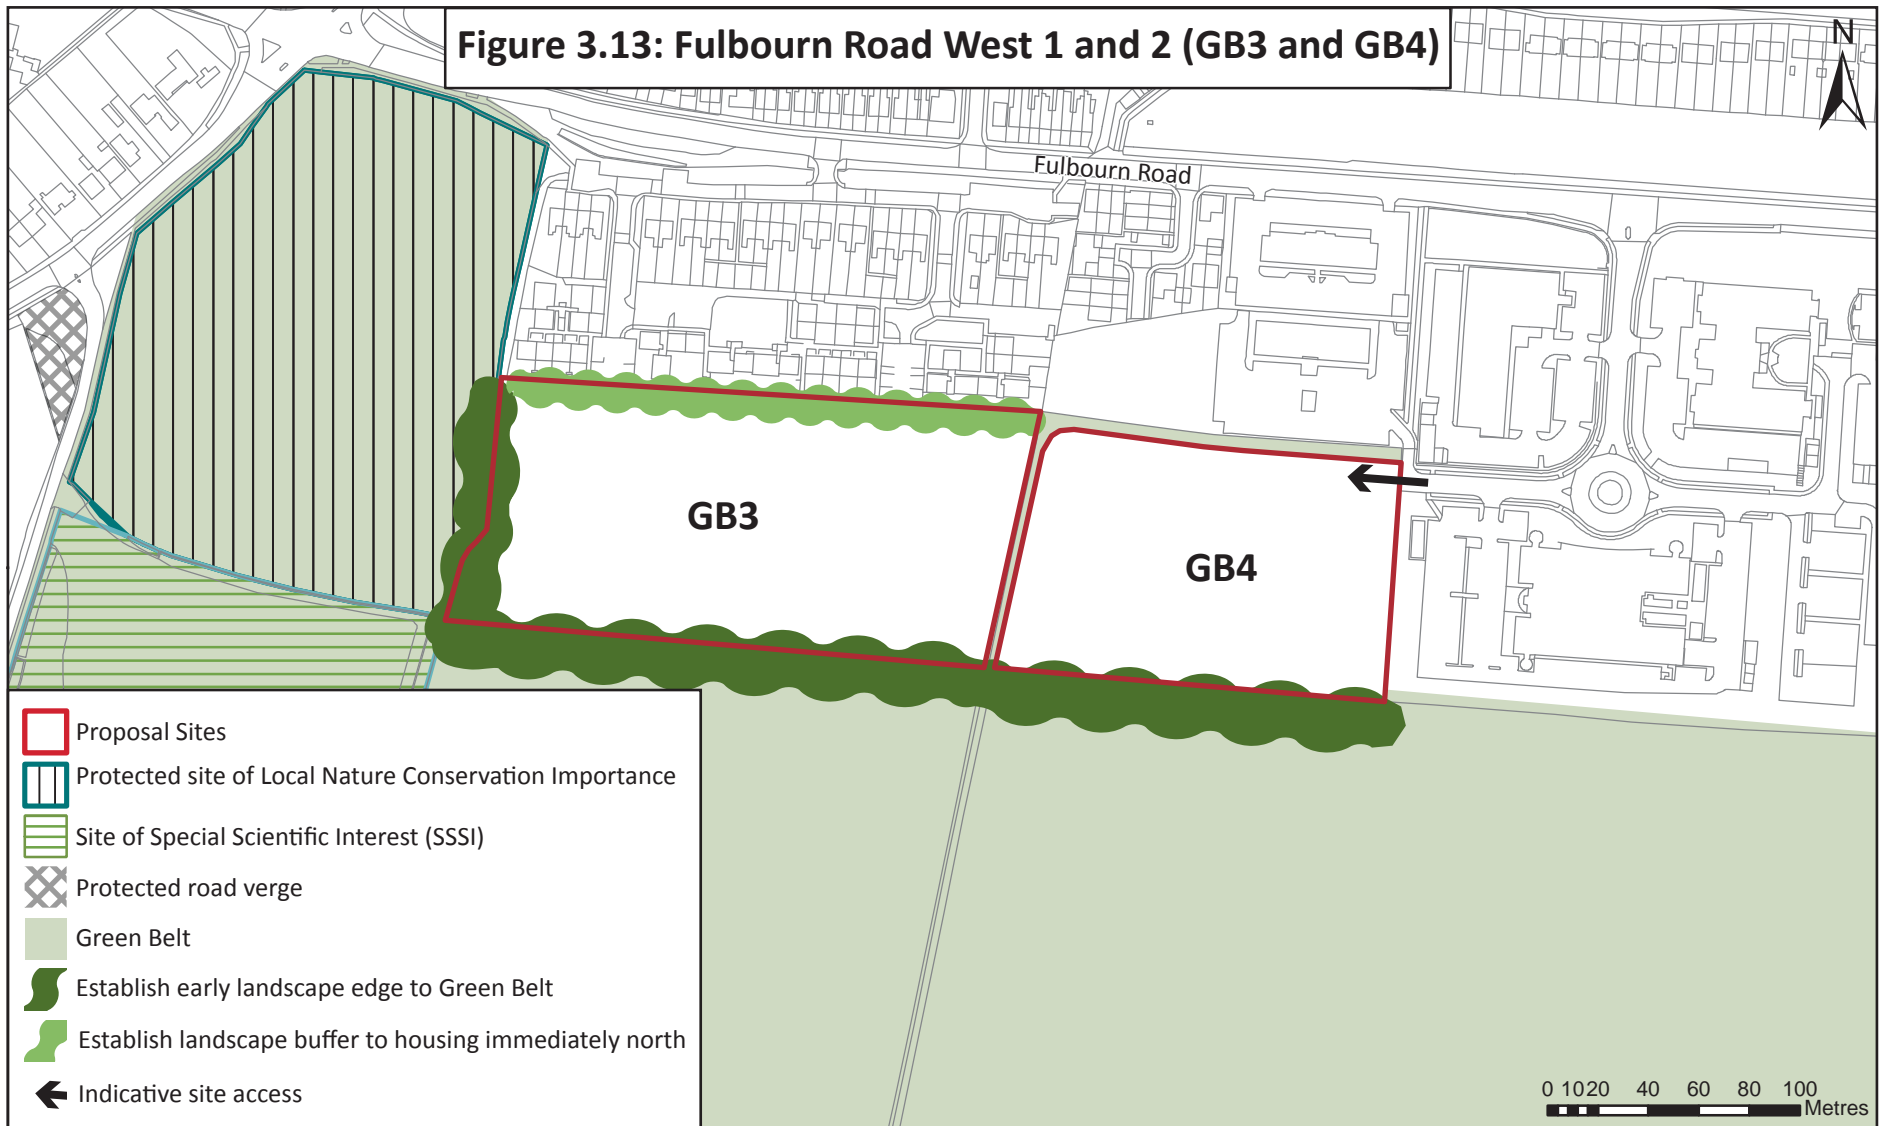 Figure 3.13: Fulbourn Road West 1 and 2 (GB3 and GB4)
N
Fulbourn Road
GB3
GB4
Proposal Sites
Protected site of Local Nature Conservation Importance
Site of Special Scientific Interest (SSSI)
Protected road verge
Green Belt
Establish early landscape edge to Green Belt
Establish landscape buffer to housing immediately north
Indicative site access
0 10 20 40 60 80 100
Metres